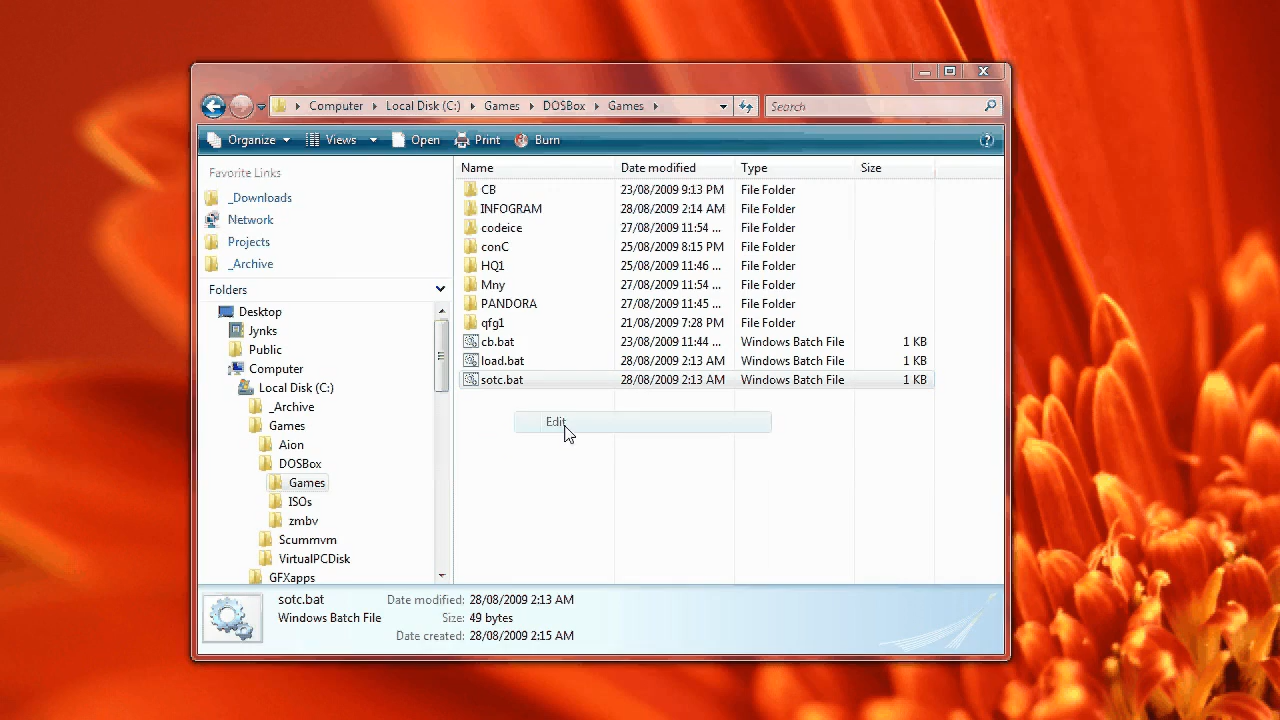 Computer Local Disk (C:) Games DOSBox Games
Search
Organize Views Open Print Burn
Favorite Links
_Downloads
Network
Projects
_Archive
Folders
Desktop
Jynks
Public
Computer
Local Disk (C:)
_Archive
Games
Aion
DOSBox
Games
ISOs
zmbv
Scummvm
VirtualPCDisk
GFXapps
Name Date modified Type Size
CB 23/08/2009 9:13 PM File Folder
INFOGRAM 28/08/2009 2:14 AM File Folder
codeice 27/08/2009 11:54 ... File Folder
conC 25/08/2009 8:15 PM File Folder
HQ1 25/08/2009 11:46 ... File Folder
Mny 27/08/2009 11:54 ... File Folder
PANDORA 27/08/2009 11:45 ... File Folder
qfg1 21/08/2009 7:28 PM File Folder
cb.bat 23/08/2009 11:44 ... Windows Batch File 1 KB
load.bat 28/08/2009 2:13 AM Windows Batch File 1 KB
sotc.bat 28/08/2009 2:13 AM Windows Batch File 1 KB
Edit
sotc.bat Date modified: 28/08/2009 2:13 AM
Windows Batch File Size: 49 bytes
Date created: 28/08/2009 2:15 AM